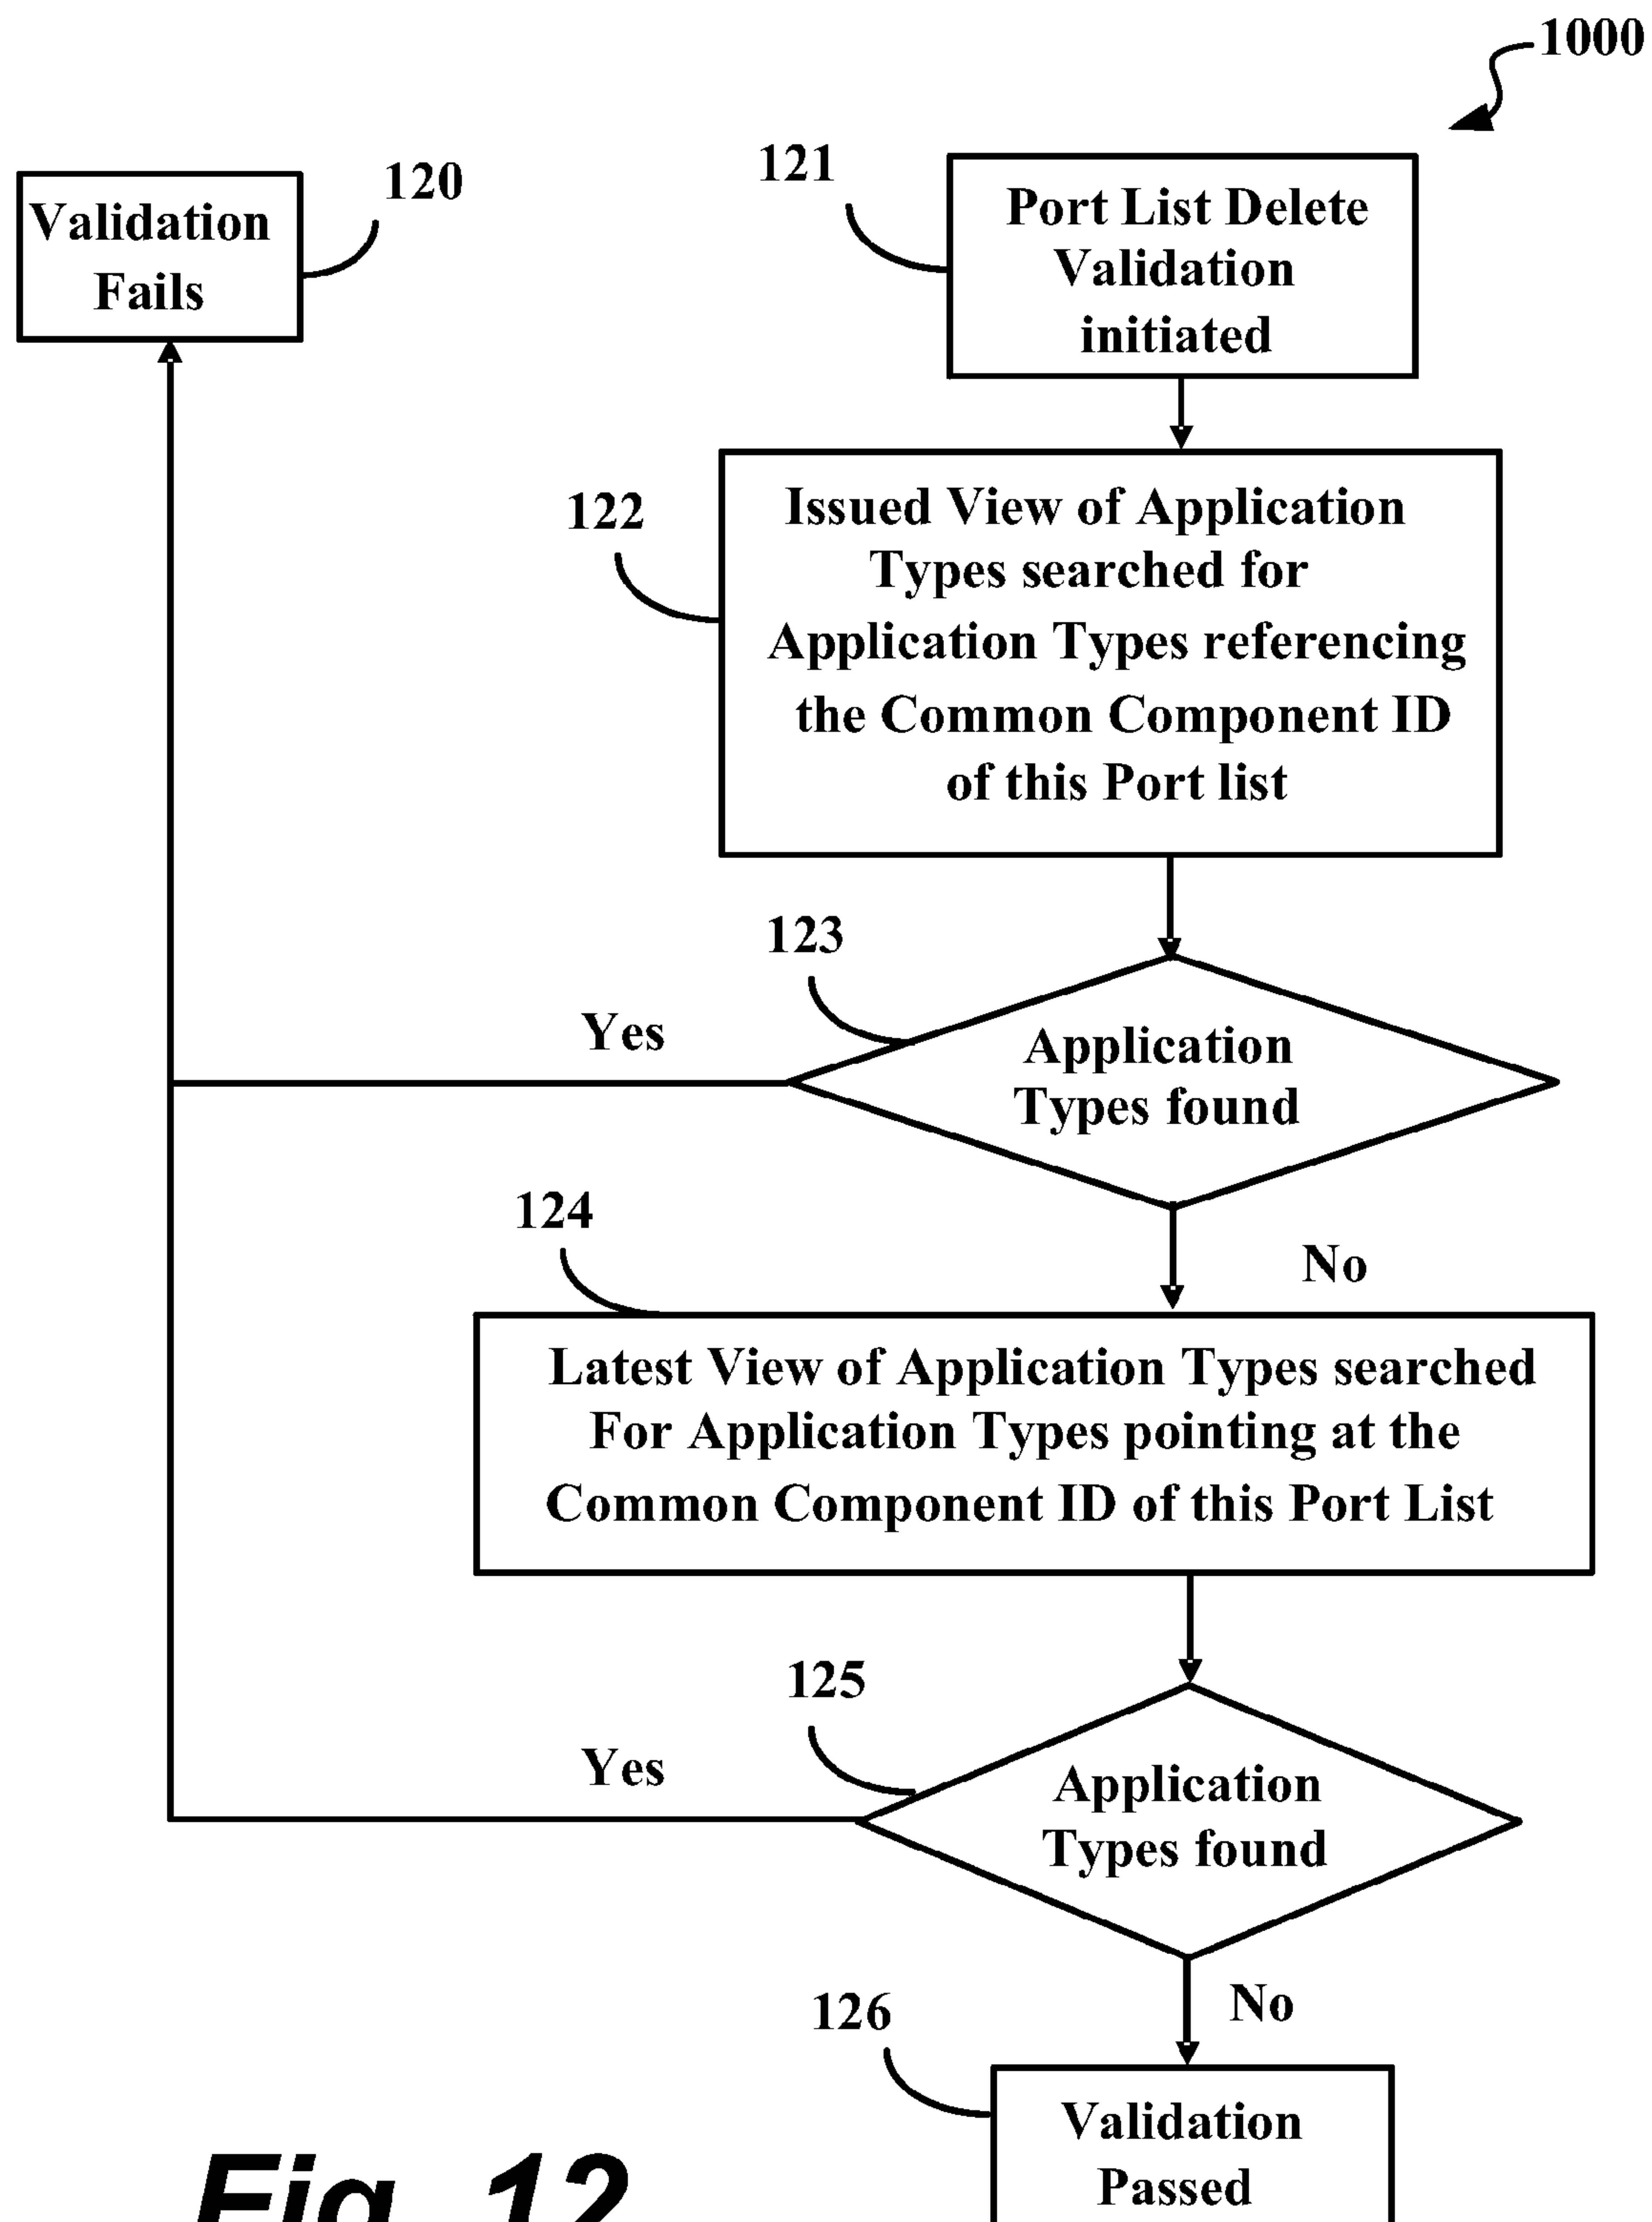 1000
120
Validation
Fails
121
Port List Delete
Validation
initiated
122
Issued View of Application
Types searched for
Application Types referencing
the Common Component ID
of this Port list
123
Yes
Application
Types found
124
No
Latest View of Application Types searched
For Application Types pointing at the
Common Component ID of this Port List
125
Yes
Application
Types found
126
No
Validation
Passed
Fig. 12